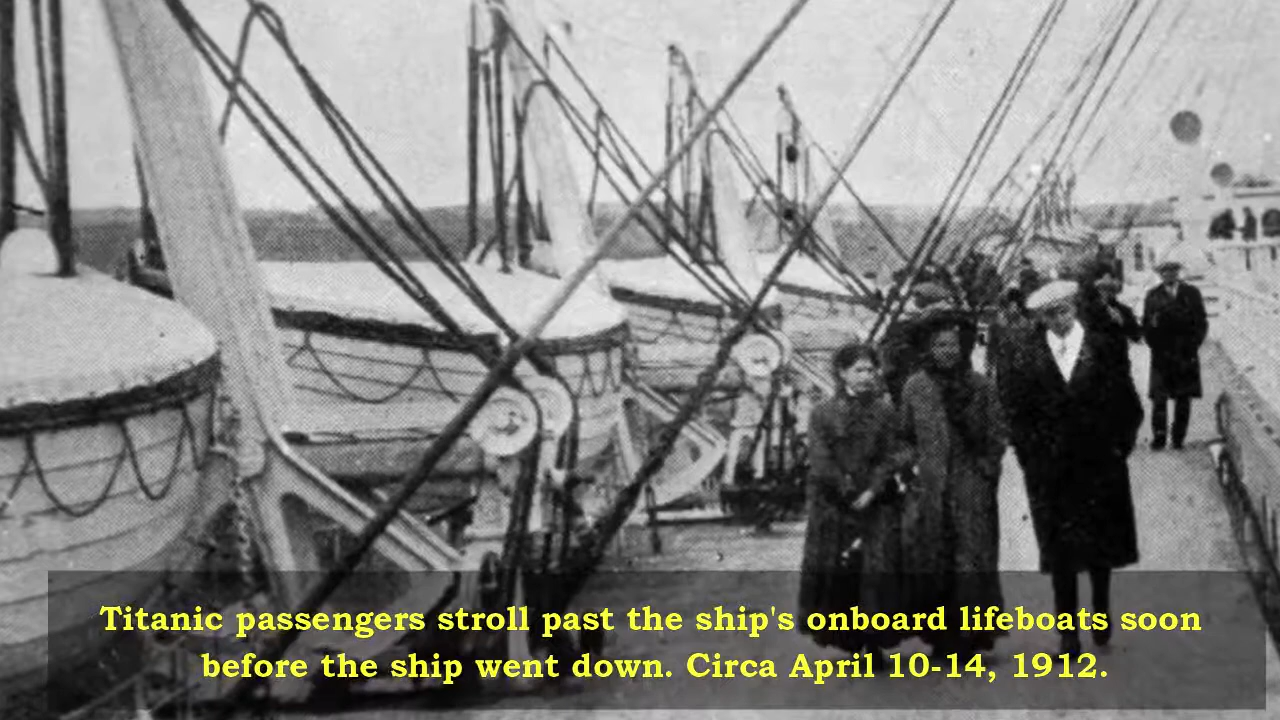 Titanic passengers stroll past the ship's onboard lifeboats soon
before the ship went down. Circa April 10-14, 1912.